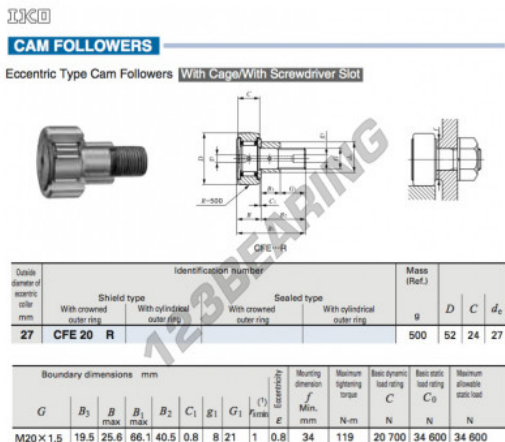 IKO
CAM FOLLOWERS
Eccentric Type Cam Followers With Cage/With Screwdriver Slot
C
D
R=500
B
CFE…R
123BEARING
Outside diameter of eccentric collar mm
Identification number
Shield type
Sealed type
With crowned outer ring
With cylindrical outer ring
With crowned outer ring
With cylindrical outer ring
Mass (Ref.) g
D C de
27 CFE 20 R 500 52 24 27
Boundary dimensions mm
G B3 B max B1 max B2 C1 g1 G1 (1) rsmin
Eccentricity ε
Mounting dimension f Min. mm
Maximum tightening torque N-m
Basic dynamic load rating C N
Basic static load rating C0 N
Maximum allowable static load N
M20×1.5 19.5 25.6 66.1 40.5 0.8 8 21 1 0.8 34 119 20 700 34 600 34 600